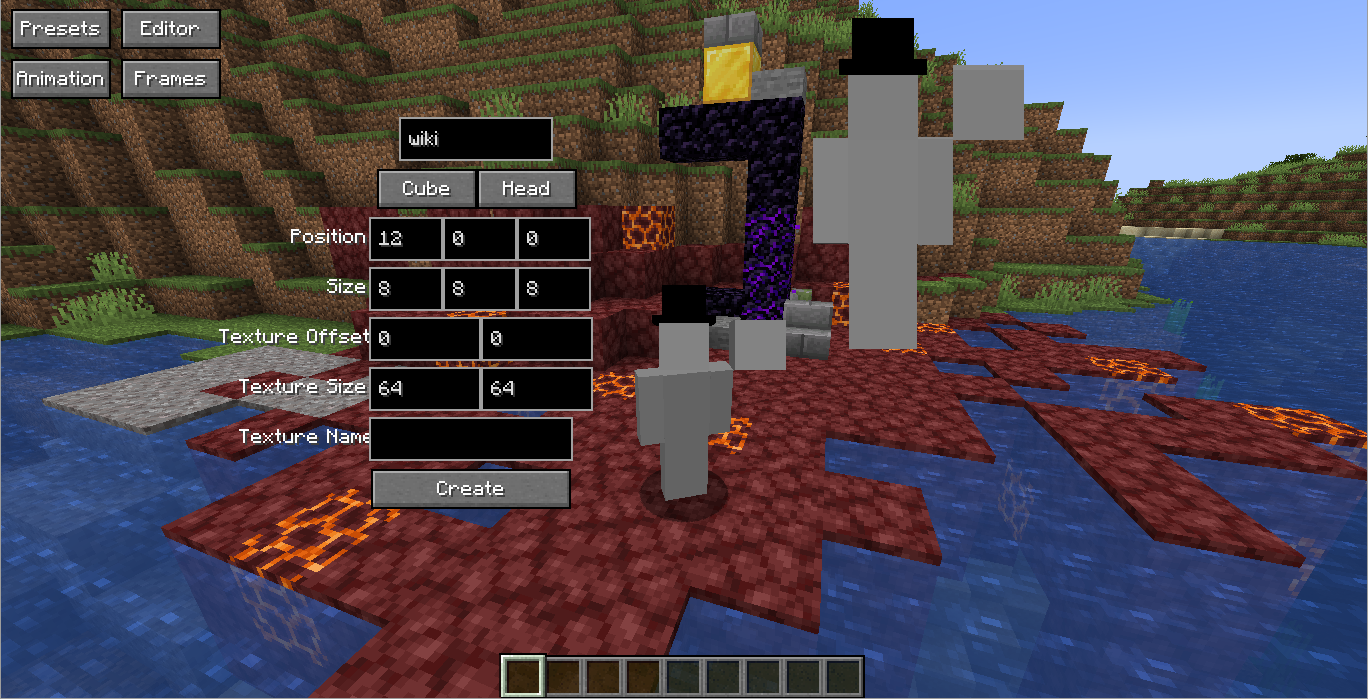 Presets Editor
Animation Frames
wiki
Cube Head
Position 12 0 0
Size 8 8 8
Texture Offset 0 0
Texture Size 64 64
Texture Name
Create